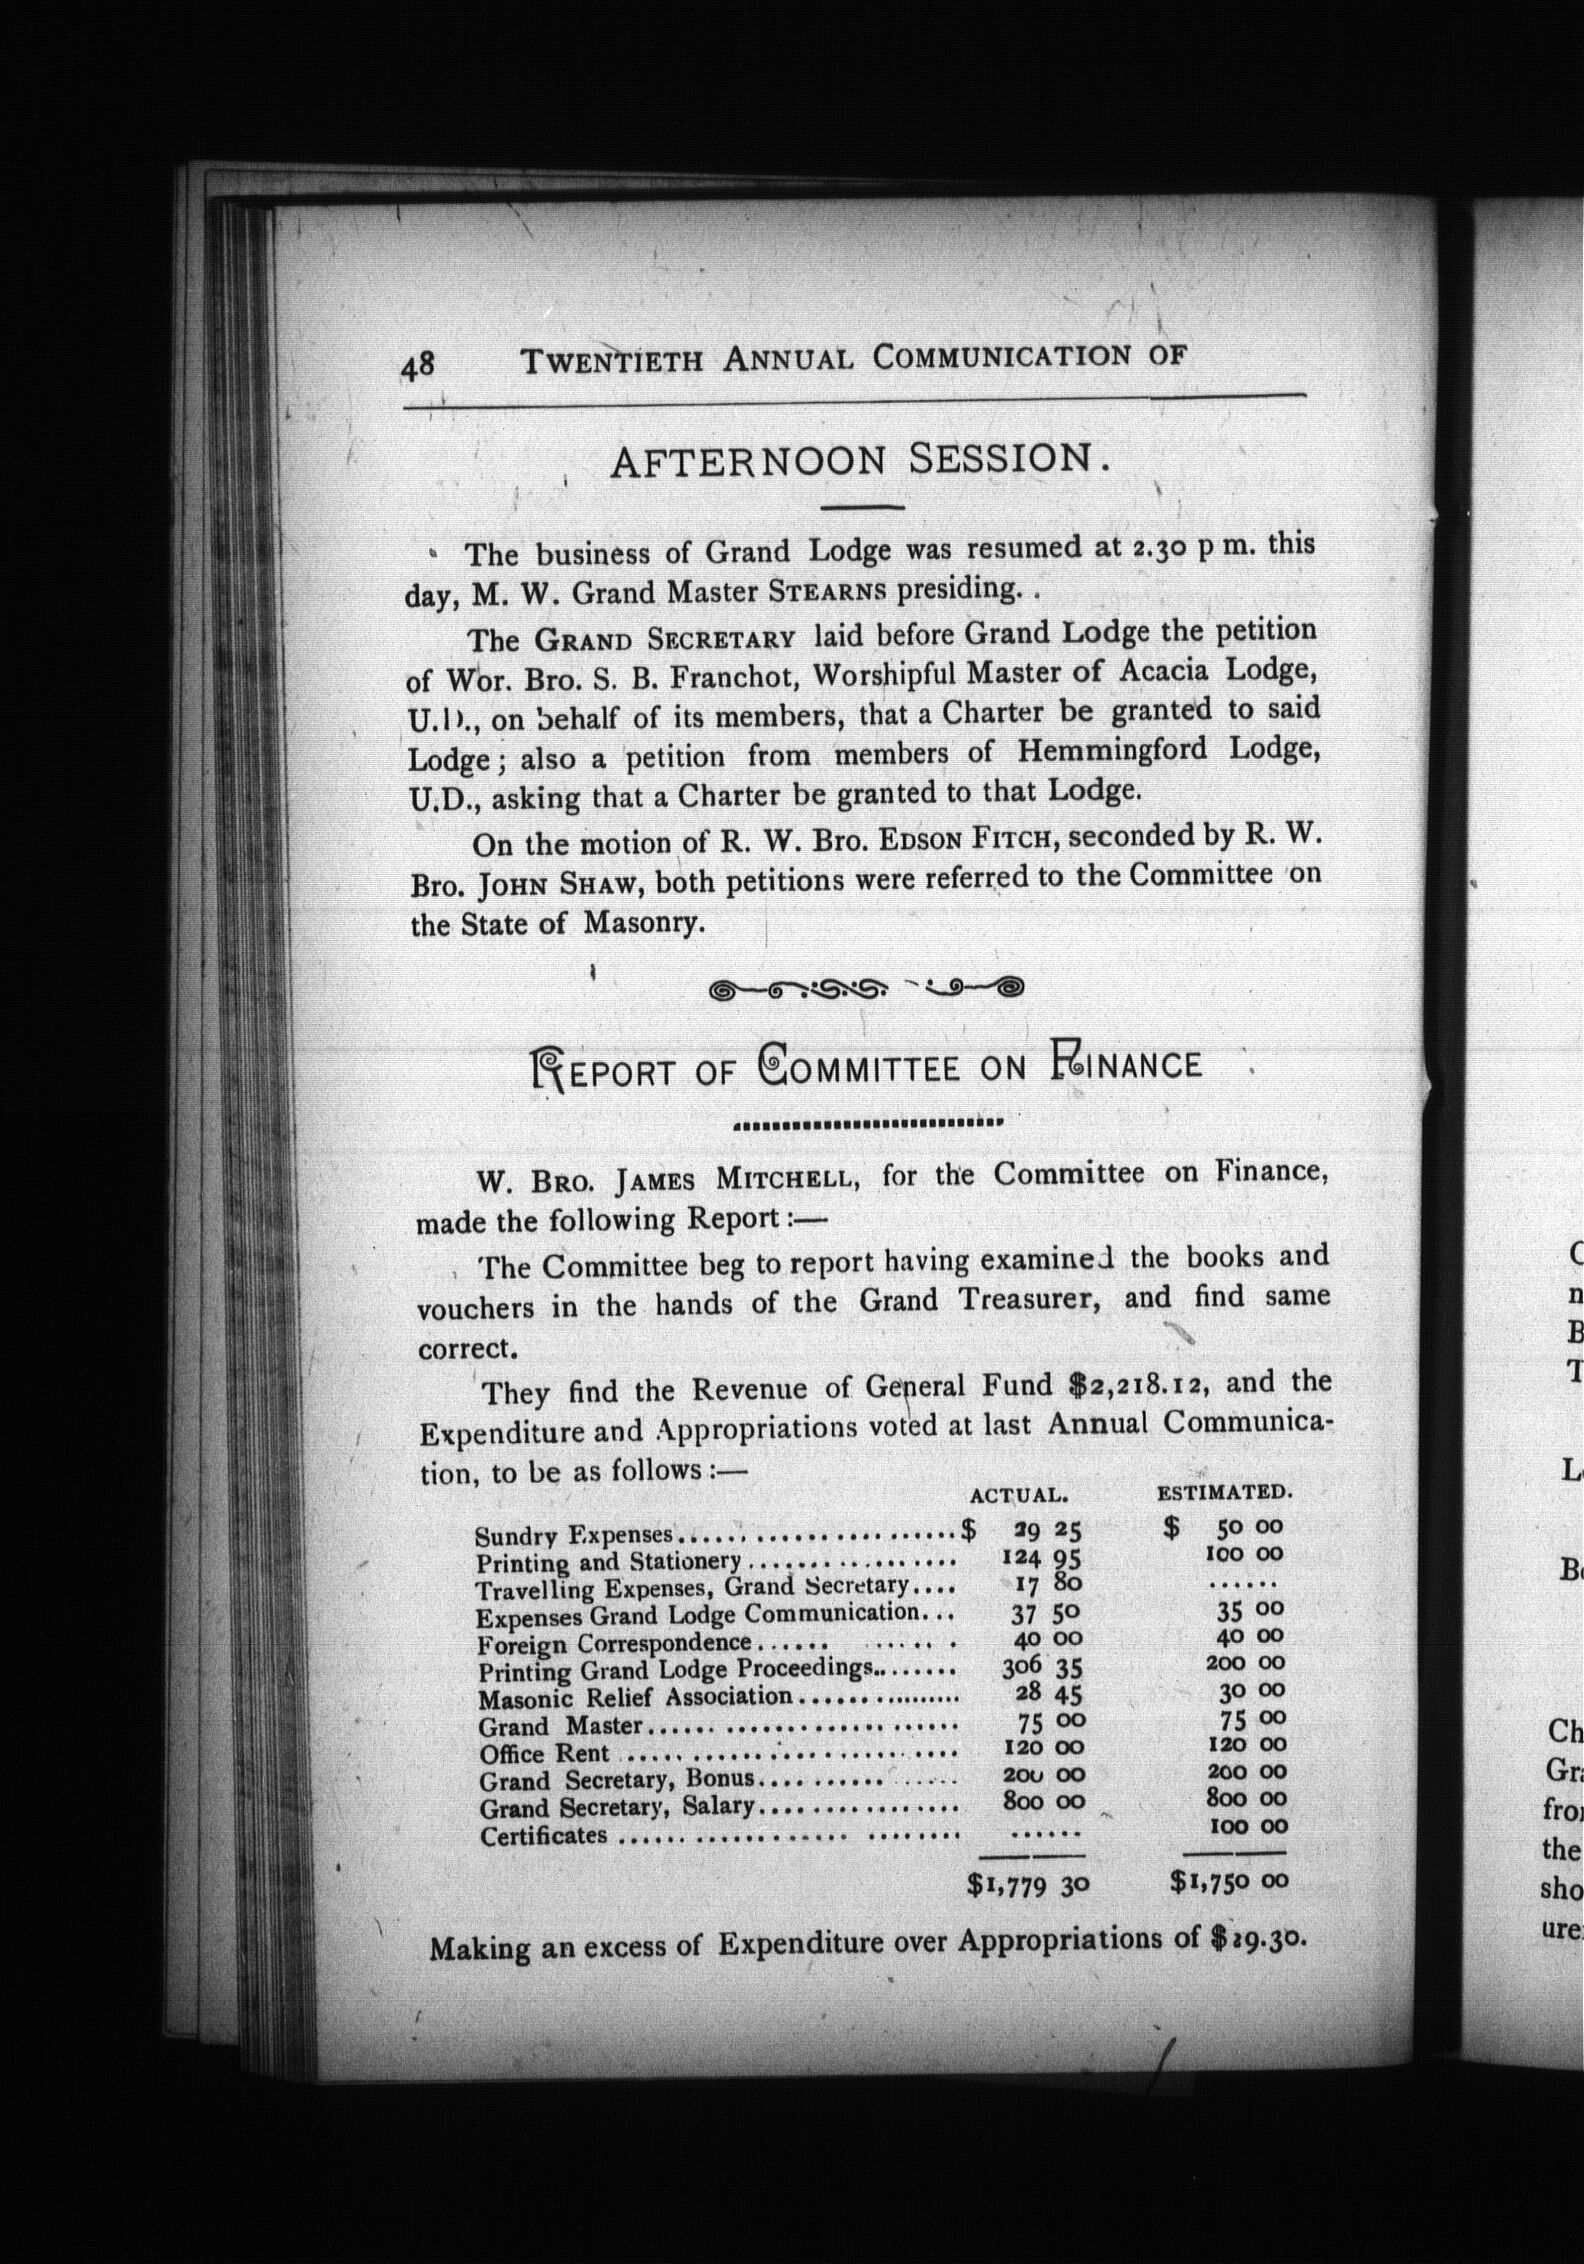 48 TWENTIETH ANNUAL COMMUNICATION OF
AFTERNOON SESSION.
The business of Grand Lodge was resumed at 2.30 p m. this
day, M. W. Grand Master STEARNS presiding.
The GRAND SECRETARY laid before Grand Lodge the petition
of Wor. Bro. S. B. Franchot, Worshipful Master of Acacia Lodge,
U.D., on behalf of its members, that a Charter be granted to said
Lodge; also a petition from members of Hemmingford Lodge,
U.D., asking that a Charter be granted to that Lodge.
On the motion of R. W. Bro. EDSON FITCH, seconded by R. W.
Bro. JOHN SHAW, both petitions were referred to the Committee on
the State of Masonry.
REPORT OF COMMITTEE ON FINANCE
W. BRO. JAMES MITCHELL, for the Committee on Finance,
made the following Report:—
The Committee beg to report having examined the books and
vouchers in the hands of the Grand Treasurer, and find same
correct.
They find the Revenue of General Fund $2,218.12, and the
Expenditure and Appropriations voted at last Annual Communica-
tion, to be as follows:—
ACTUAL. ESTIMATED.
Sundry Expenses........................$ 29 25 $ 50 00
Printing and Stationery................ 124 95 100 00
Travelling Expenses, Grand Secretary.... 17 80 ......
Expenses Grand Lodge Communication... 37 50 35 00
Foreign Correspondence...... ...... . 40 00 40 00
Printing Grand Lodge Proceedings......... 306 35 200 00
Masonic Relief Association................ 28 45 30 00
Grand Master........................ 75 00 75 00
Office Rent ........................ 120 00 120 00
Grand Secretary, Bonus............... 200 00 200 00
Grand Secretary, Salary............... 800 00 800 00
Certificates ........................ ...... 100 00
$1,779 30 $1,750 00
Making an excess of Expenditure over Appropriations of $29.30.